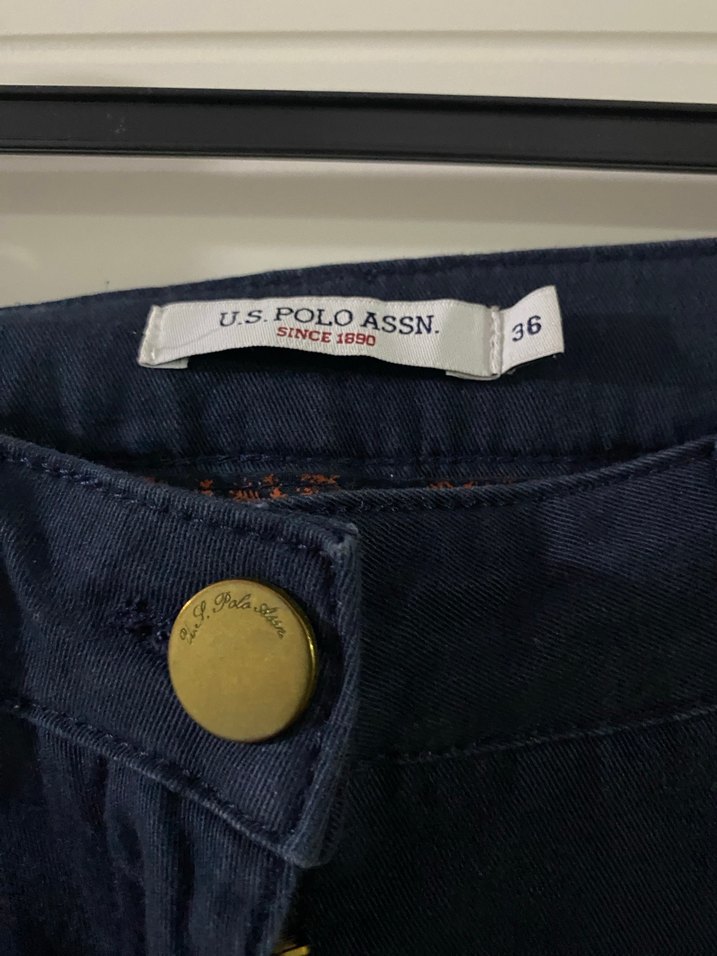 U.S. POLO ASSN.
SINCE 1890
36
U.S. Polo Assn